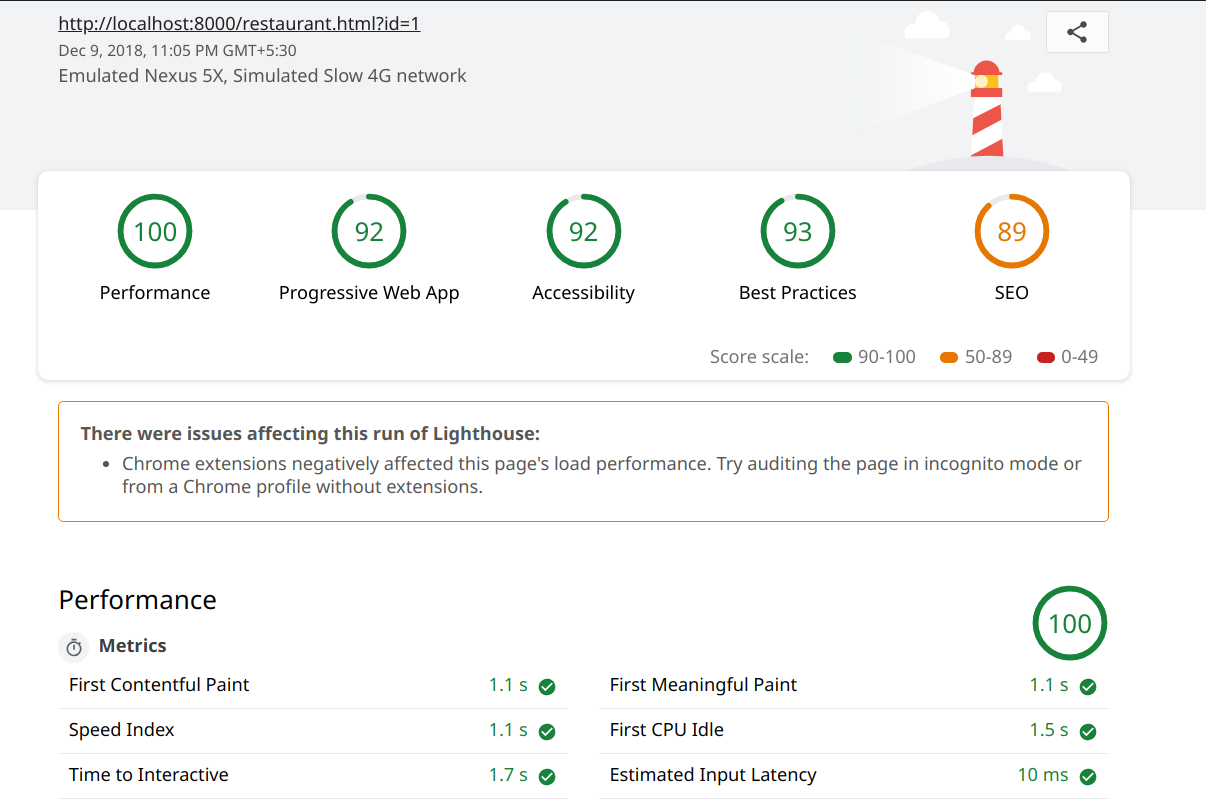 http://localhost:8000/restaurant.html?id=1
Dec 9, 2018, 11:05 PM GMT+5:30
Emulated Nexus 5X, Simulated Slow 4G network
100 92 92 93 89
Performance Progressive Web App Accessibility Best Practices SEO
Score scale: 90-100 50-89 0-49
There were issues affecting this run of Lighthouse:
• Chrome extensions negatively affected this page's load performance. Try auditing the page in incognito mode or
from a Chrome profile without extensions.
Performance 100
Metrics
First Contentful Paint 1.1 s First Meaningful Paint 1.1 s
Speed Index 1.1 s First CPU Idle 1.5 s
Time to Interactive 1.7 s Estimated Input Latency 10 ms